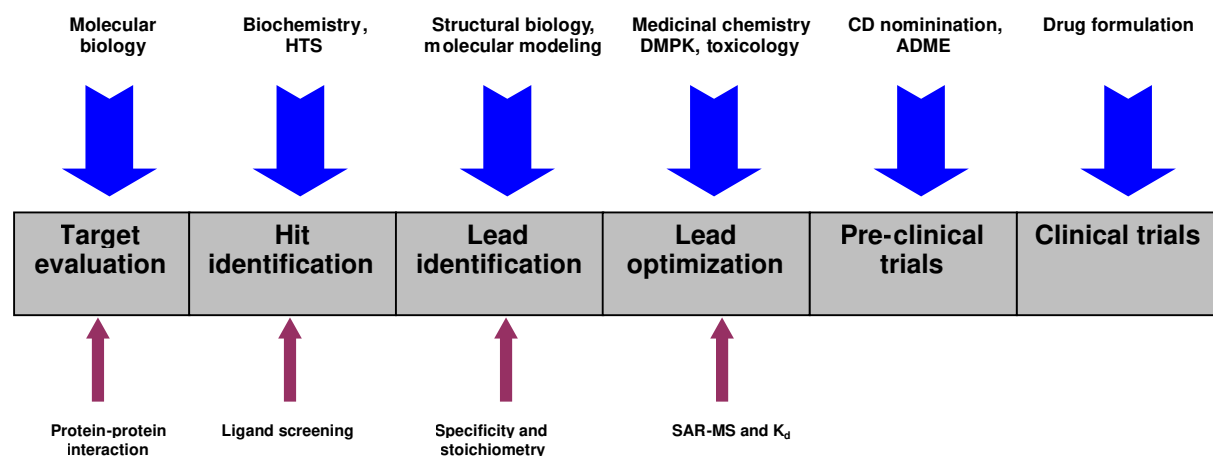 Molecular
biology
Biochemistry,
HTS
Structural biology,
molecular modeling
Medicinal chemistry
DMPK, toxicology
CD nominination,
ADME
Drug formulation
Target
evaluation
Hit
identification
Lead
identification
Lead
optimization
Pre-clinical
trials
Clinical trials
Protein-protein
interaction
Ligand screening
Specificity and
stoichiometry
SAR-MS and Kd